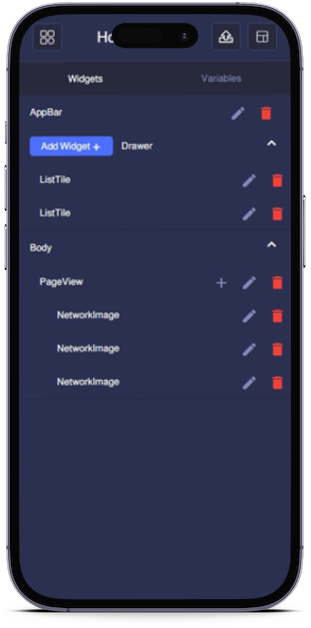 Widgets Variables
AppBar
Add Widget + Drawer
ListTile
ListTile
Body
PageView
NetworkImage
NetworkImage
NetworkImage